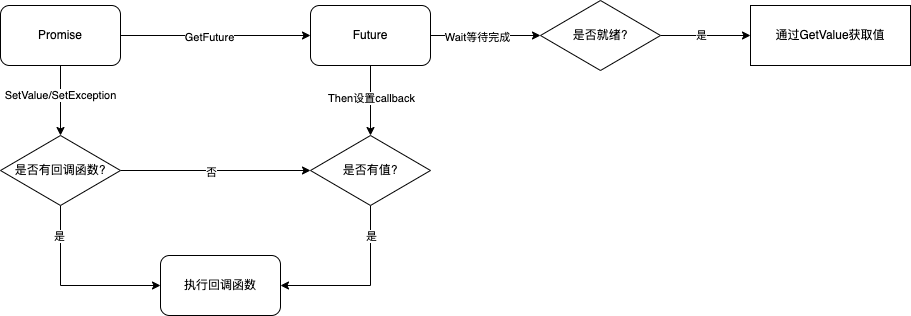 Promise
GetFuture
Future
Wait等待完成
是否就绪?
是
通过GetValue获取值
SetValue/SetException
Then设置callback
是否有回调函数?
否
是否有值?
是
是
执行回调函数